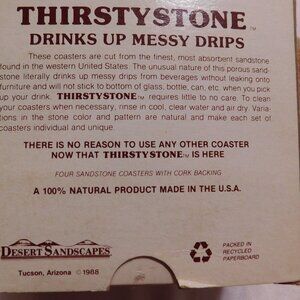 THIRSTYSTONE™
DRINKS UP MESSY DRIPS
These coasters are cut from the finest, most absorbent sandstone
found in the western United States. The unusual nature of this porous sand-
stone literally drinks up messy drips from beverages without leaking onto
furniture and will not stick to bottom of glass, bottle, can, etc. when you pick
up your drink. THIRSTYSTONE™ requires little to no care. To clean
your coasters when necessary, rinse in cool, clear water and air dry. Varia-
tions in the stone color and pattern are natural and make each set of
coasters individual and unique.
THERE IS NO REASON TO USE ANY OTHER COASTER
NOW THAT THIRSTYSTONE™ IS HERE
FOUR SANDSTONE COASTERS WITH CORK BACKING
A 100% NATURAL PRODUCT MADE IN THE U.S.A.
DESERT SANDSCAPES
Tucson, Arizona ©1988
PACKED IN
RECYCLED
PAPERBOARD